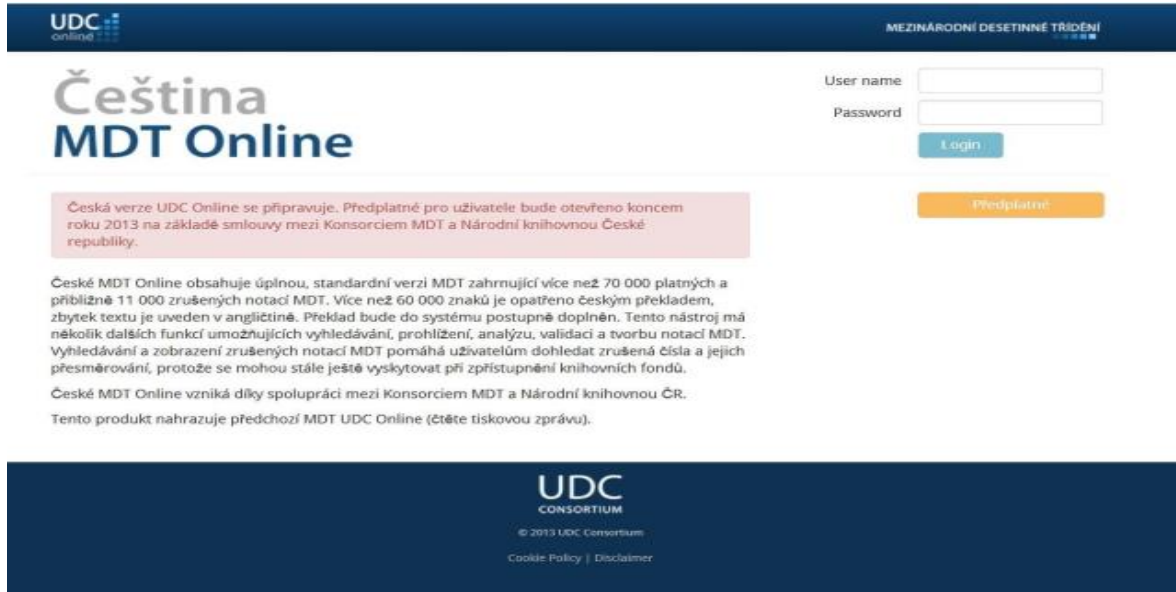 UDC
online
MEZINÁRODNÍ DESETINNÉ TŘÍDĚNÍ
Čeština
MDT Online
User name
Password
Login
Předplatné
Česká verze UDC Online se připravuje. Předplatné pro uživatele bude otevřeno koncem
roku 2013 na základě smlouvy mezi Konsorciem MDT a Národní knihovnou České
republiky.
České MDT Online obsahuje úplnou, standardní verzi MDT zahrnující více než 70 000 platných a
přibližně 11 000 zrušených notací MDT. Více než 60 000 znaků je opatřeno českým překladem,
zbytek textu je uveden v angličtině. Překlad bude do systému postupně doplněn. Tento nástroj má
několik dalších funkcí umožňujících vyhledávání, prohlížení, analýzu, validaci a tvorbu notací MDT.
Vyhledávání a zobrazení zrušených notací MDT pomáhá uživatelům dohledat zrušená čísla a jejich
přesměrování, protože se mohou stále ještě vyskytovat při zpřístupnění knihovních fondů.
České MDT Online vzniká díky spolupráci mezi Konsorciem MDT a Národní knihovnou ČR.
Tento produkt nahrazuje předchozí MDT UDC Online (čtěte tiskovou zprávu).
UDC
CONSORTIUM
© 2013 UDC Consortium
Cookie Policy | Disclaimer